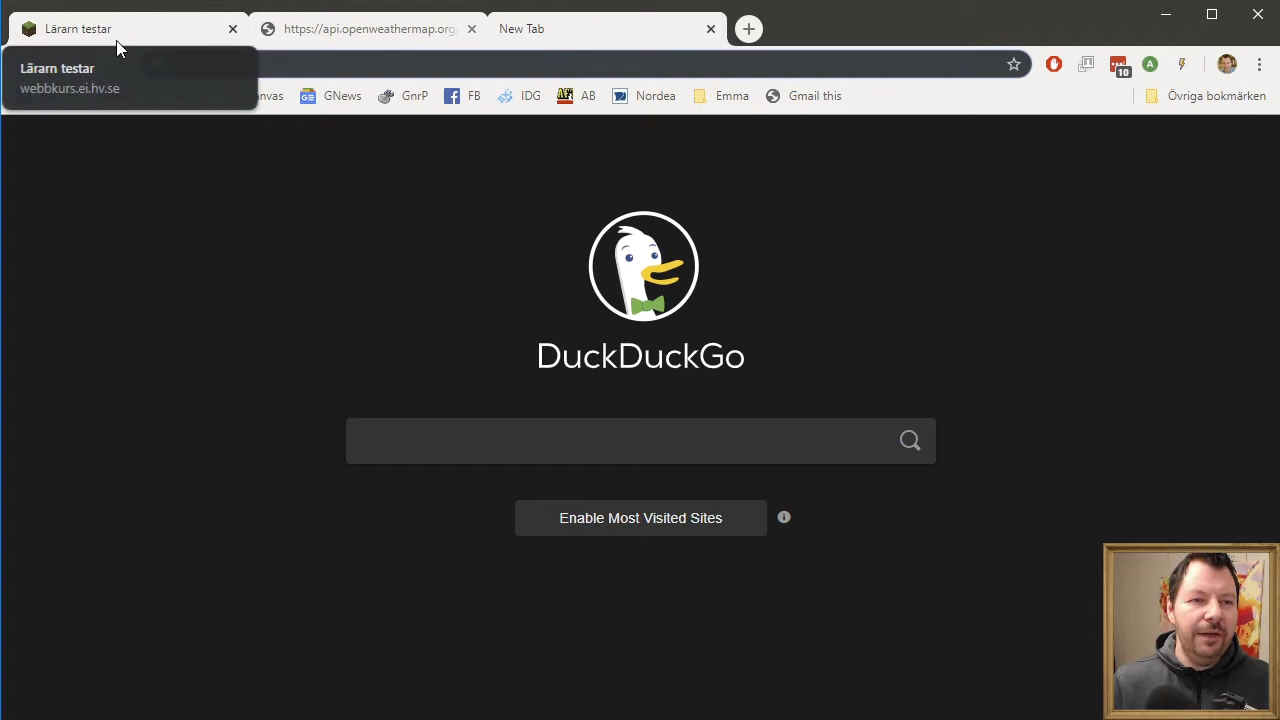 Lärarn testar
https://api.openweathermap.org/
New Tab
Lärarn testar
webbkurs.ei.hv.se
anvas
GNews
GnrP
FB
IDG
AB
Nordea
Emma
Gmail this
Övriga bokmärken
10
A
DuckDuckGo
Enable Most Visited Sites